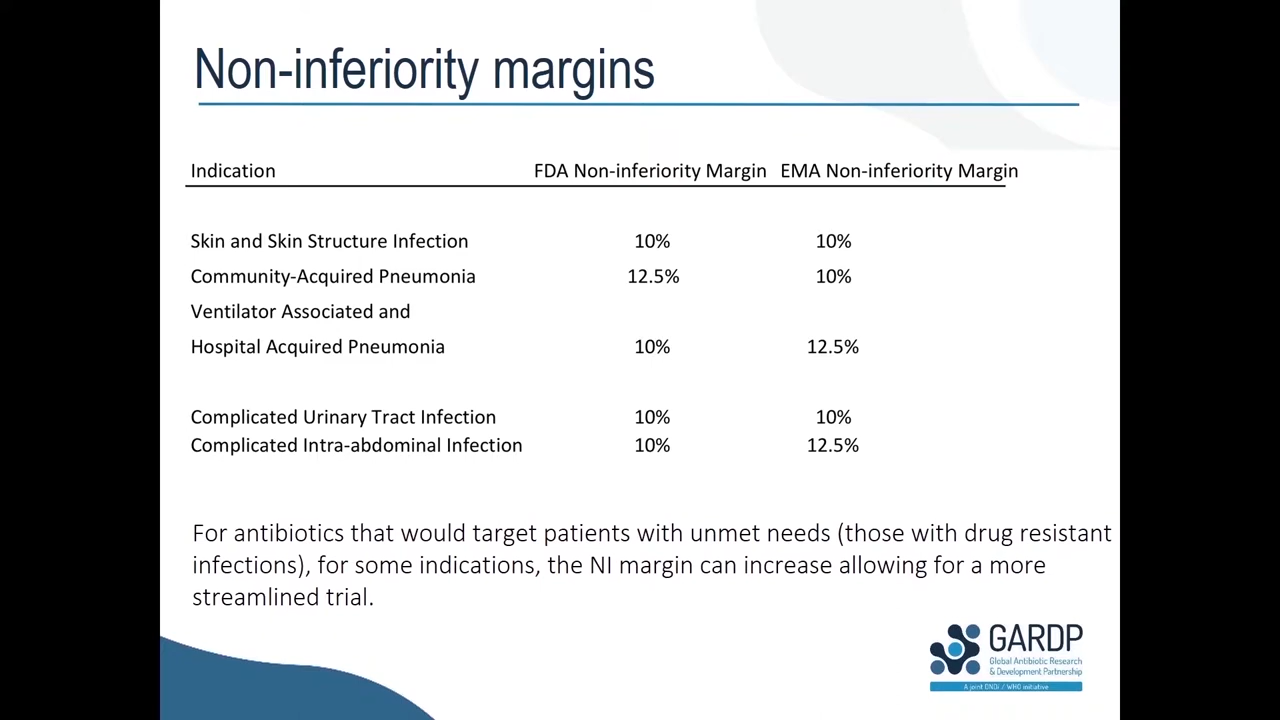 Non-inferiority margins
Indication FDA Non-inferiority Margin EMA Non-inferiority Margin
Skin and Skin Structure Infection 10% 10%
Community-Acquired Pneumonia 12.5% 10%
Ventilator Associated and
Hospital Acquired Pneumonia 10% 12.5%
Complicated Urinary Tract Infection 10% 10%
Complicated Intra-abdominal Infection 10% 12.5%
For antibiotics that would target patients with unmet needs (those with drug resistant
infections), for some indications, the NI margin can increase allowing for a more
streamlined trial.
GARDP
Global Antibiotic Research
& Development Partnership
A joint DNDi / WHO initiative